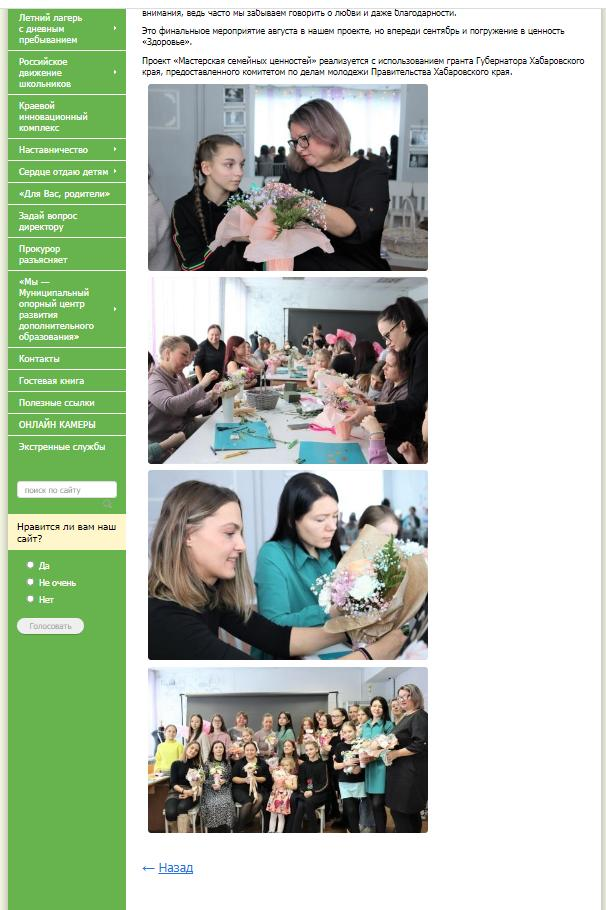 Летний лагерь
с дневным
пребыванием
Российское
движение
школьников
Краевой
инновационный
комплекс
Наставничество
Сердце отдаю детям
«Для Вас, родители»
Задай вопрос
директору
Прокурор
разъясняет
«Мы —
Муниципальный
опорный центр
развития
дополнительного
образования»
Контакты
Гостевая книга
Полезные ссылки
ОНЛАЙН КАМЕРЫ
Экстренные службы
поиск по сайту
Нравится ли вам наш
сайт?
Да
Не очень
Нет
Голосовать
внимания, ведь часто мы забываем говорить о любви и даже благодарности.
Это финальныое мероприятие августа в нашем проекте, но впереди сентябрь и погружение в ценность
«Здоровье».
Проект «Мастерская семейных ценностей» реализуется с использованием гранта Губернатора Хабаровского
края, предоставленного комитетом по делам молодежи Правительства Хабаровского края.
← Назад